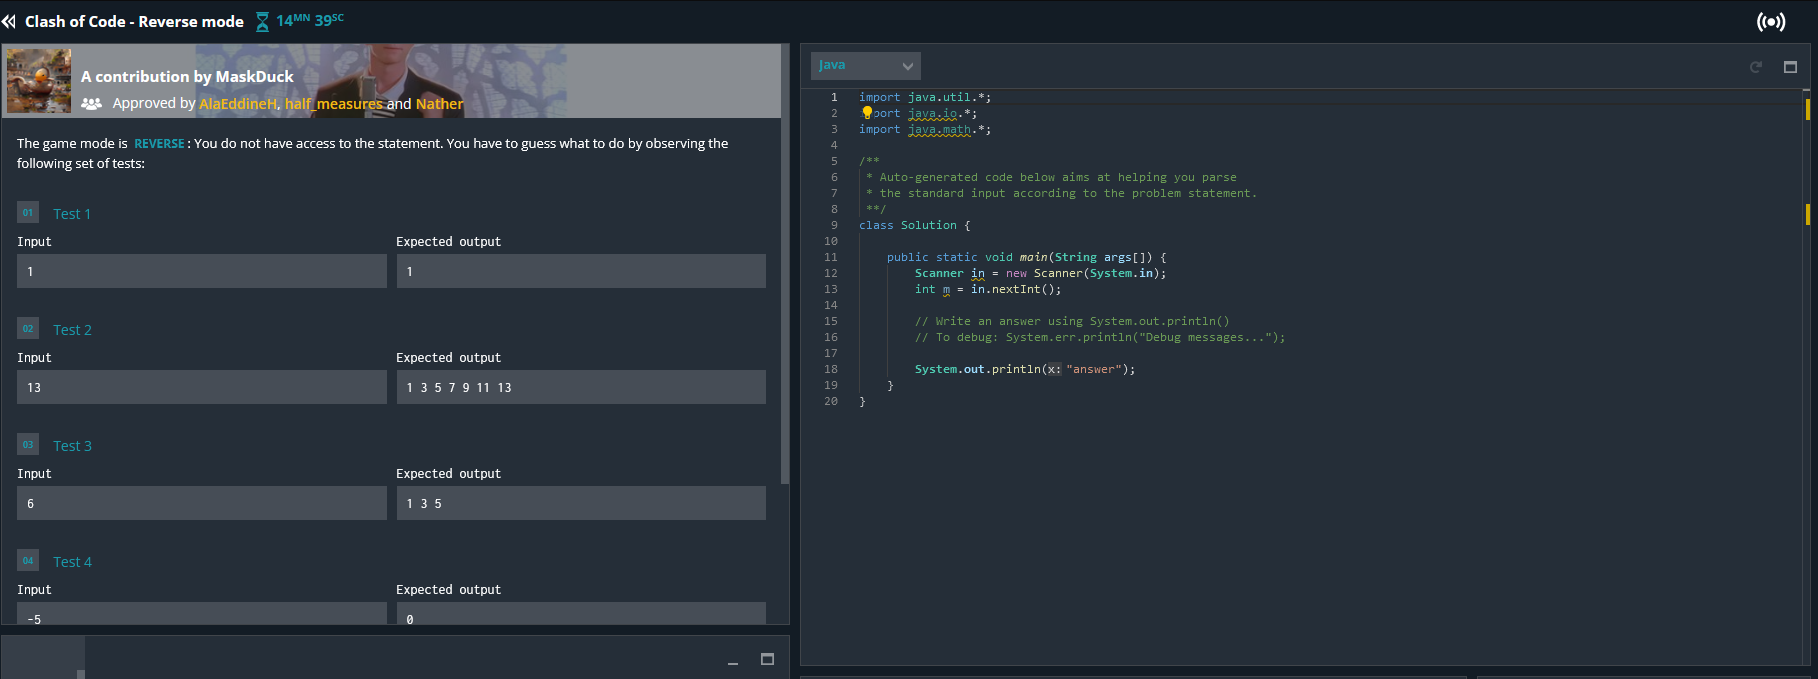 Clash of Code - Reverse mode 14MN 39SC
A contribution by MaskDuck
Approved by AlaEddineH, half_measures and Nather
The game mode is REVERSE: You do not have access to the statement. You have to guess what to do by observing the
following set of tests:
01 Test 1
Input Expected output
1 1
02 Test 2
Input Expected output
13 1 3 5 7 9 11 13
03 Test 3
Input Expected output
6 1 3 5
04 Test 4
Input Expected output
-5 0
Java
1 import java.util.*;
2 port java.io.*;
3 import java.math.*;
4
5 /**
6 * Auto-generated code below aims at helping you parse
7 * the standard input according to the problem statement.
8 **/
9 class Solution {
10
11 public static void main(String args[]) {
12 Scanner in = new Scanner(System.in);
13 int m = in.nextInt();
14
15 // Write an answer using System.out.println()
16 // To debug: System.err.println("Debug messages...");
17
18 System.out.println(x: "answer");
19 }
20 }